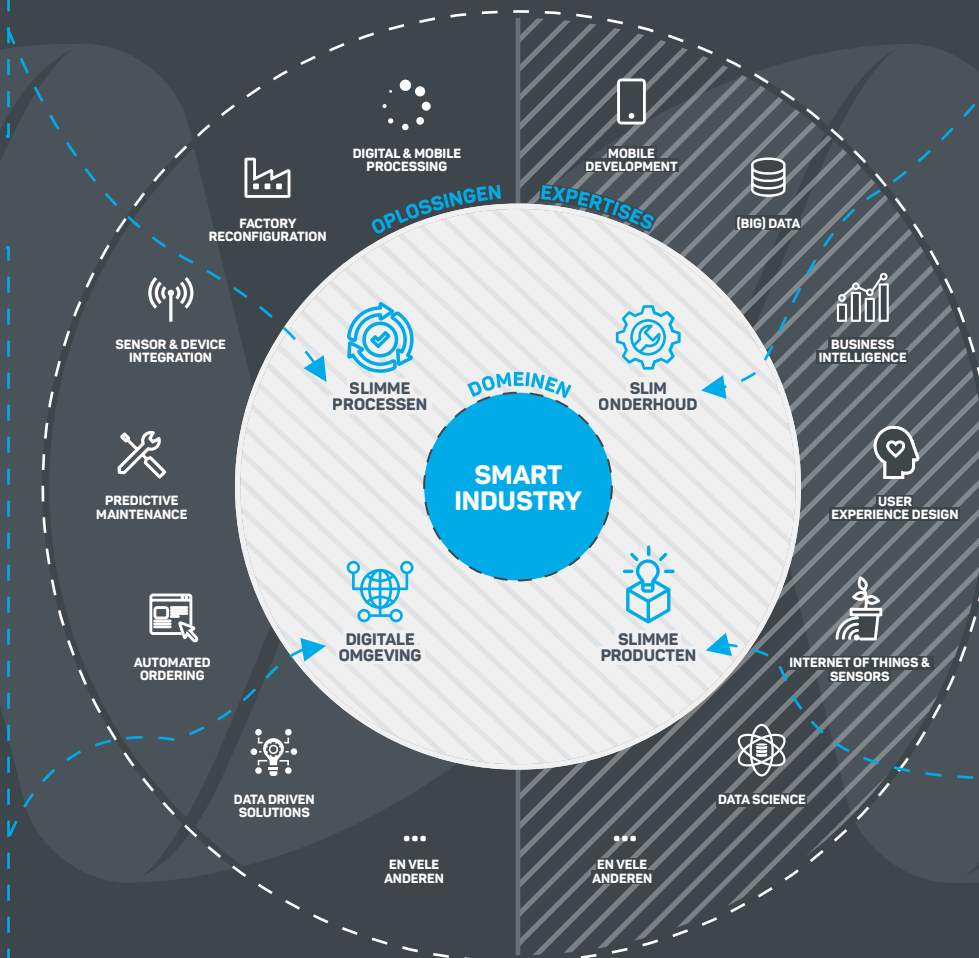 DIGITAL & MOBILE
PROCESSING
MOBILE
DEVELOPMENT
FACTORY
RECONFIGURATION
OPLOSSINGEN
EXPERTISES
(BIG) DATA
SENSOR & DEVICE
INTEGRATION
BUSINESS
INTELLIGENCE
SLIMME
PROCESSEN
DOMEINEN
SLIM
ONDERHOUD
SMART
INDUSTRY
PREDICTIVE
MAINTENANCE
USER
EXPERIENCE DESIGN
DIGITALE
OMGEVING
SLIMME
PRODUCTEN
AUTOMATED
ORDERING
INTERNET OF THINGS &
SENSORS
DATA DRIVEN
SOLUTIONS
DATA SCIENCE
...
EN VELE
ANDEREN
...
EN VELE
ANDEREN